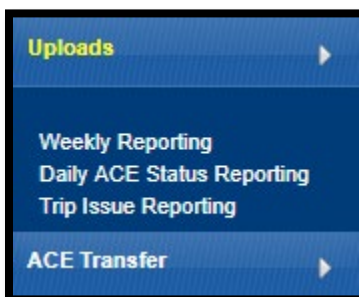 Uploads
Weekly Reporting
Daily ACE Status Reporting
Trip Issue Reporting
ACE Transfer